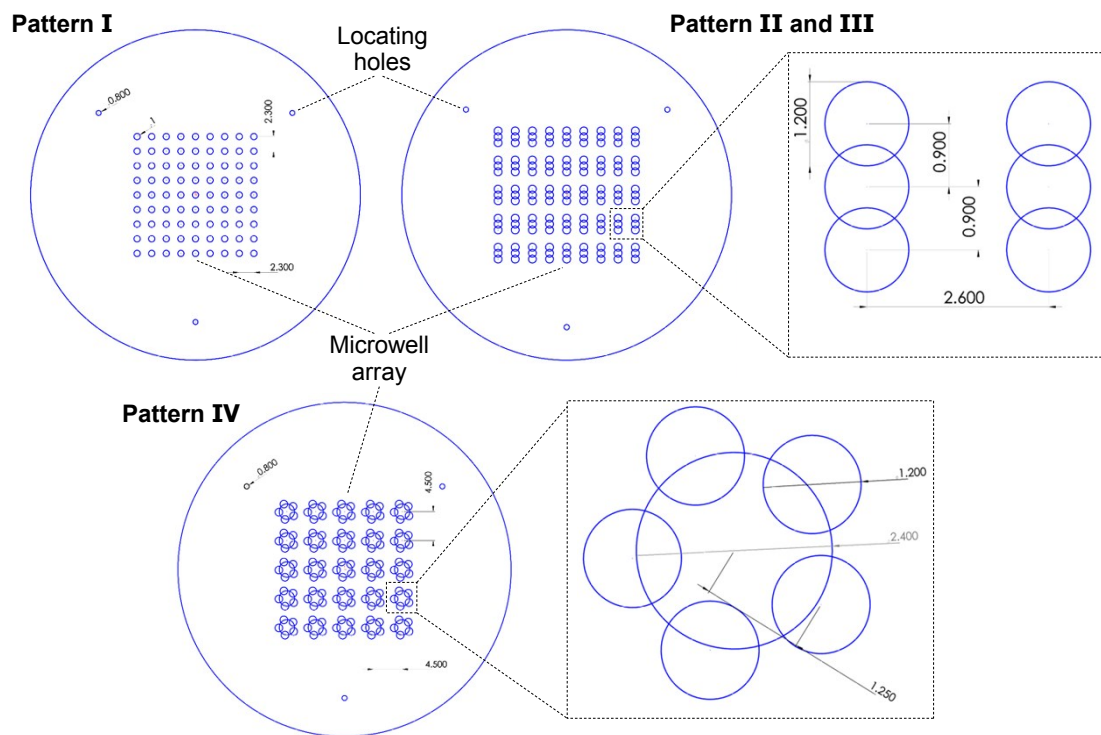 Pattern I
Locating
holes
Pattern II and III
0.800
2.300
1
2.300
1.200
0.900
0.900
2.600
Microwell
array
Pattern IV
0.800
4.500
4.500
1.200
2.400
1.250